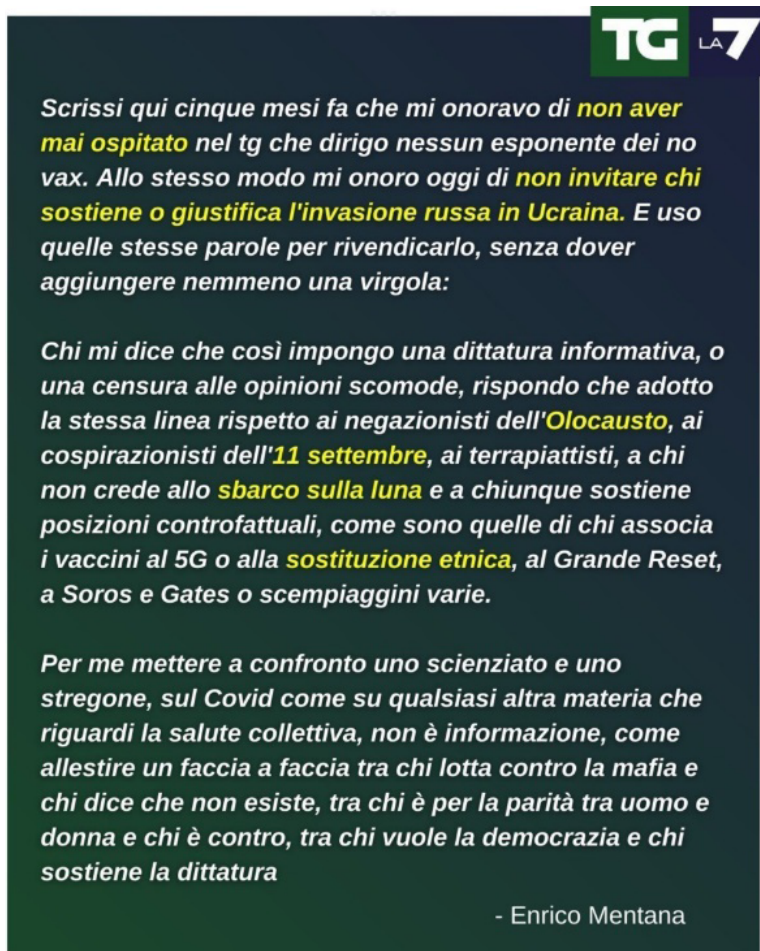 TG LA7
Scrissi qui cinque mesi fa che mi onoravo di non aver
mai ospitato nel tg che dirigo nessun esponente dei no
vax. Allo stesso modo mi onoro oggi di non invitare chi
sostiene o giustifica l'invasione russa in Ucraina. E uso
quelle stesse parole per rivendicarlo, senza dover
aggiungere nemmeno una virgola:
Chi mi dice che così impongo una dittatura informativa, o
una censura alle opinioni scomode, rispondo che adotto
la stessa linea rispetto ai negazionisti dell'Olocausto, ai
cospirazionisti dell'11 settembre, ai terrapiattisti, a chi
non crede allo sbarco sulla luna e a chiunque sostiene
posizioni controfattuali, come sono quelle di chi associa
i vaccini al 5G o alla sostituzione etnica, al Grande Reset,
a Soros e Gates o scempiaggini varie.
Per me mettere a confronto uno scienziato e uno
stregone, sul Covid come su qualsiasi altra materia che
riguardi la salute collettiva, non è informazione, come
allestire un faccia a faccia tra chi lotta contro la mafia e
chi dice che non esiste, tra chi è per la parità tra uomo e
donna e chi è contro, tra chi vuole la democrazia e chi
sostiene la dittatura
- Enrico Mentana